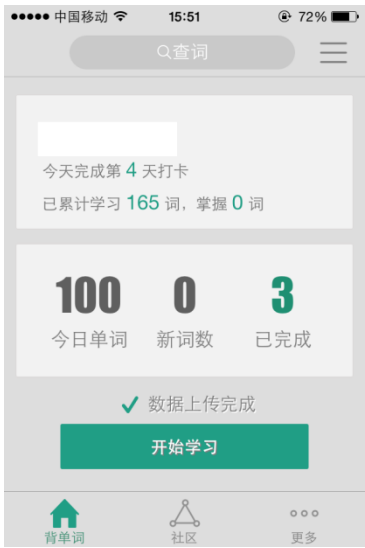 中国移动 15:51 72%
查词
今天完成第 4 天打卡
已累计学习 165 词，掌握 0 词
100 0 3
今日单词 新词数 已完成
数据上传完成
开始学习
背单词 社区 更多